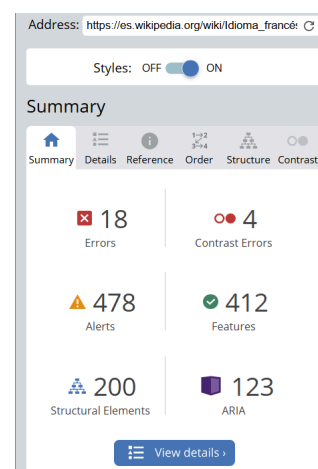 Address: https://es.wikipedia.org/wiki/Idioma_francés
Styles: OFF ON
Summary
Summary Details Reference Order Structure Contrast
18 4
Errors Contrast Errors
478 412
Alerts Features
200 123
Structural Elements ARIA
View details ›